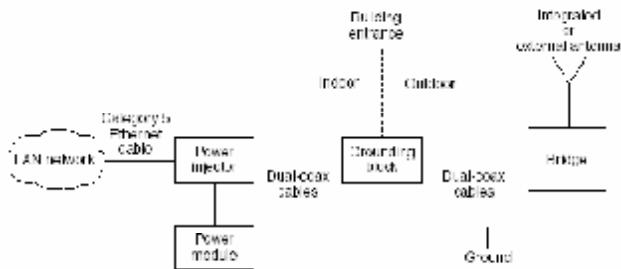 Building
entrance
Integrated
or
external antenna
Indoor
Outdoor
Category 5
Ethernet
cable
LAN network
Power
injector
Dual-coax
cables
Grounding
block
Dual-coax
cables
Bridge
Power
module
Ground